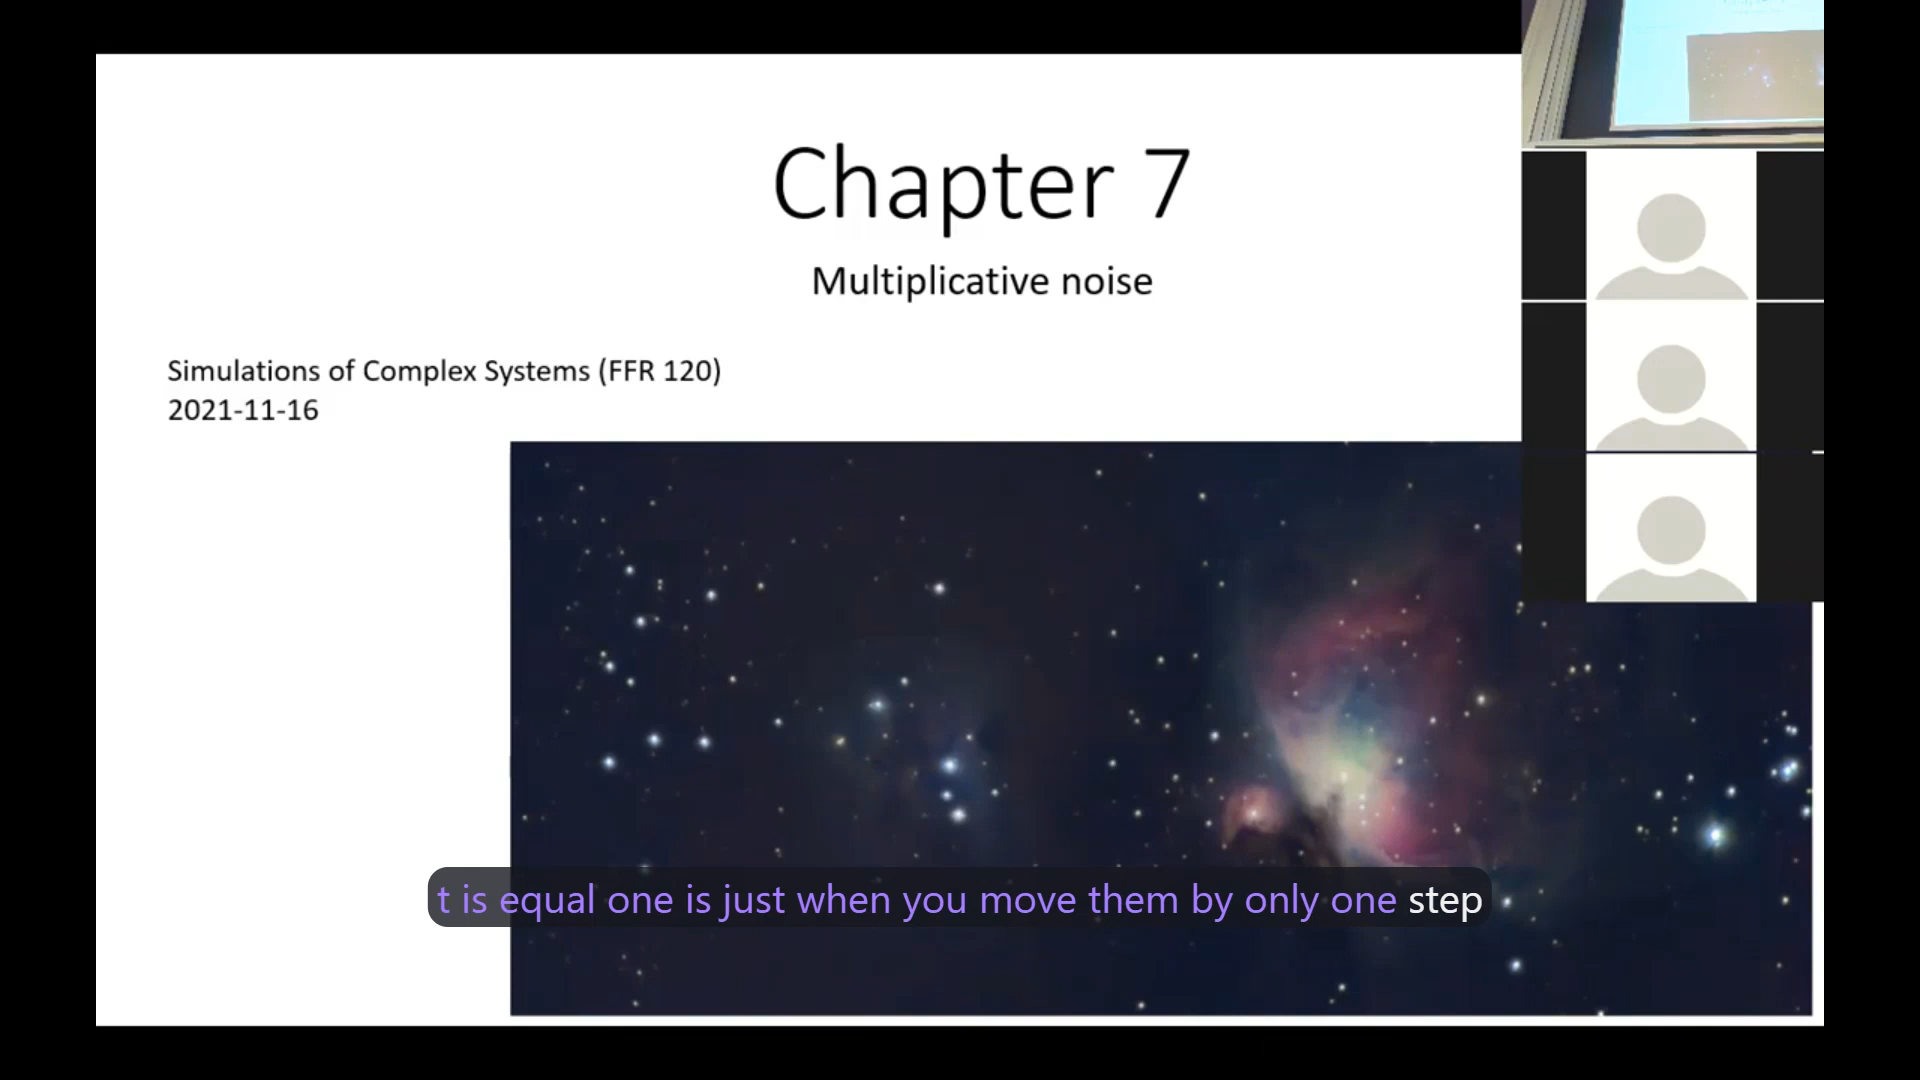 Chapter 7
Multiplicative noise
Simulations of Complex Systems (FFR 120)
2021-11-16
t is equal one is just when you move them by only one step